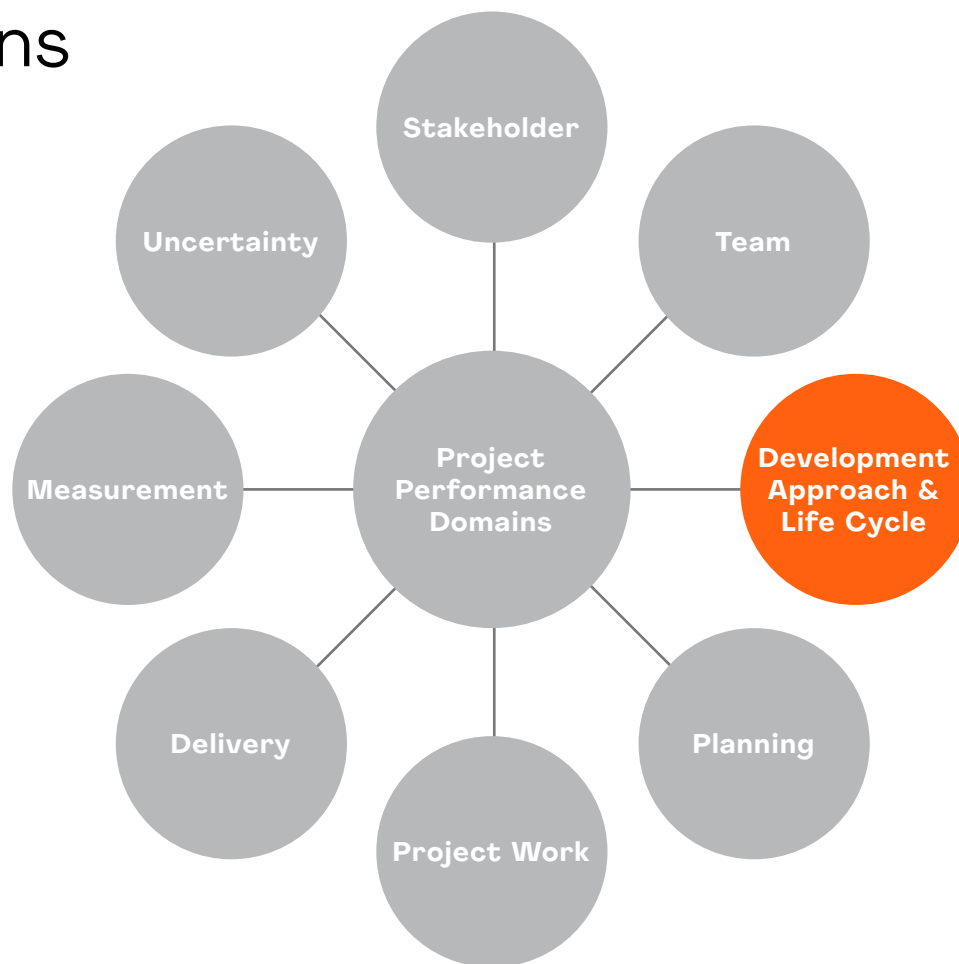 ns
Stakeholder
Uncertainty
Team
Project
Performance
Domains
Development
Approach &
Life Cycle
Measurement
Delivery
Planning
Project Work